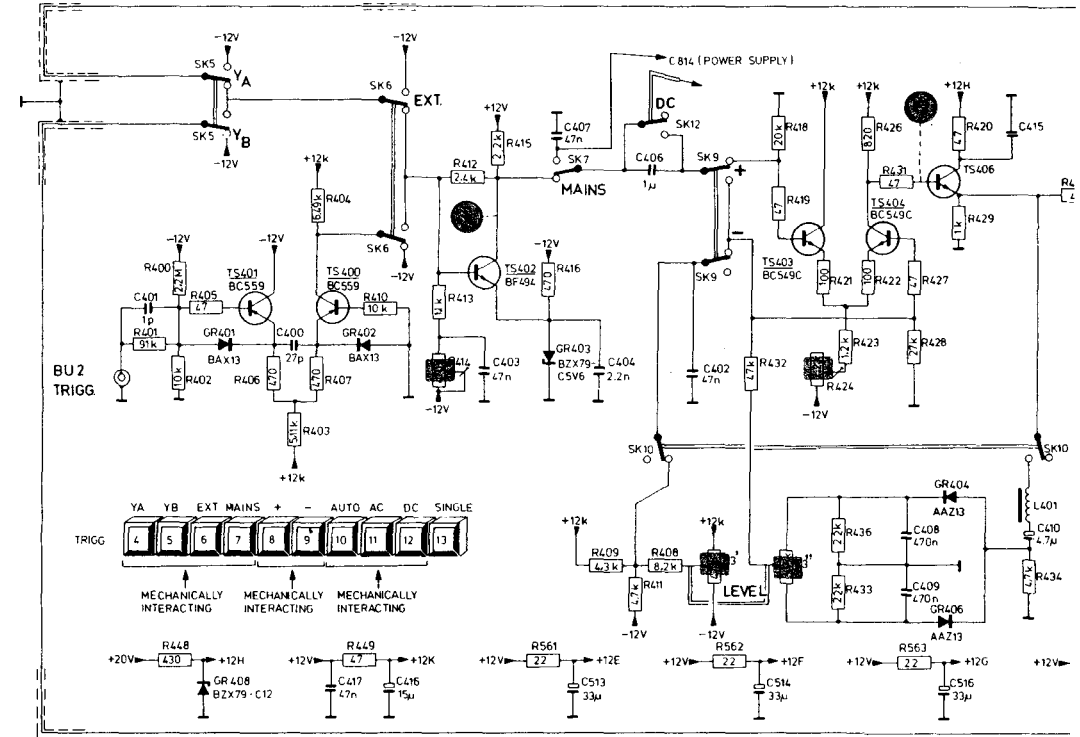 -12V
-12V
SK5
YA
SK5
YB
-12V
SK6
EXT.
SK6
-12V
+12k
6.49k
R404
-12V
R400
2.2M
R405
47
C401
1p
R401
91k
10k
R402
BU 2
TRIGG.
TS401
BC559
TS400
BC559
R410
10k
GR401
BAX13
C400
27p
GR402
BAX13
R406
470
470
R407
5.11k
R403
+12k
R412
2.4k
+12V
2.2k
R415
R413
1k
-12V
C403
47n
TS402
BF494
-12V
470
R416
GR403
BZX79-
C5V6
C404
2.2n
C407
47n
SK7
MAINS
C814 (POWER SUPPLY)
DC
SK12
C406
1µ
SK9
+
-
SK9
C402
47n
R432
47k
+12k
R418
20k
47
R419
TS403
BC549C
TS404
BC549C
+12k
820
R426
R431
47
+12H
47
R420
C415
TS406
1k
R429
100
R421
100
R422
47
R427
1.2k
R423
27k
R428
R424
-12V
SK10
SK10
TRIGG
YA YB EXT MAINS + - AUTO AC DC SINGLE
4 5 6 7 8 9 10 11 12 13
MECHANICALLY
INTERACTING
MECHANICALLY
INTERACTING
MECHANICALLY
INTERACTING
+12k
R409
4.3k
R408
8.2k
4.7k
R411
-12V
+12k
3'
LEVEL
-12V
3"
2.2k
R436
2.2k
R433
C408
470n
C409
470n
GR404
AAZ13
GR406
AAZ13
L401
C410
4.7µ
4.7k
R434
+20V
R448
430
+12H
GR 408
BZX79-C12
+12V
R449
47
+12K
C417
47n
C416
15µ
+12V
R561
22
+12E
C513
33µ
+12V
R562
22
+12F
C514
33µ
+12V
R563
22
+12G
C516
33µ
+12V